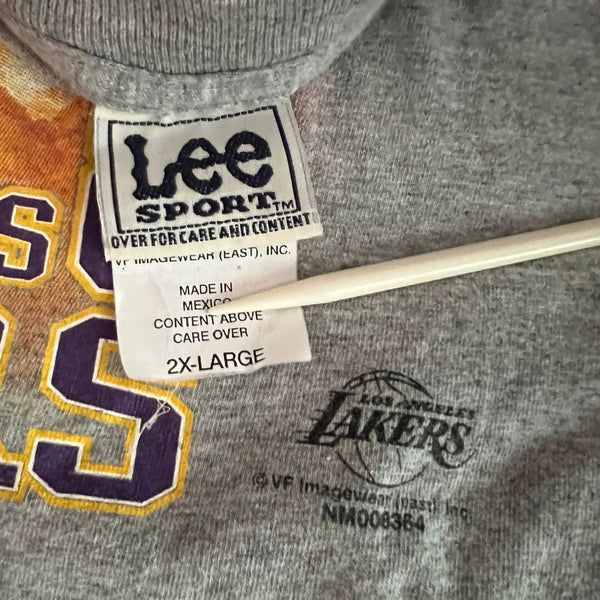 Lee
SPORT™
OVER FOR CARE AND CONTENT
VF IMAGEWEAR (EAST), INC.
MADE IN
MEXICO
CONTENT ABOVE
CARE OVER
2X-LARGE
S
S
LOS ANGELES
LAKERS
© VF Imagewear (east) Inc
NM008364